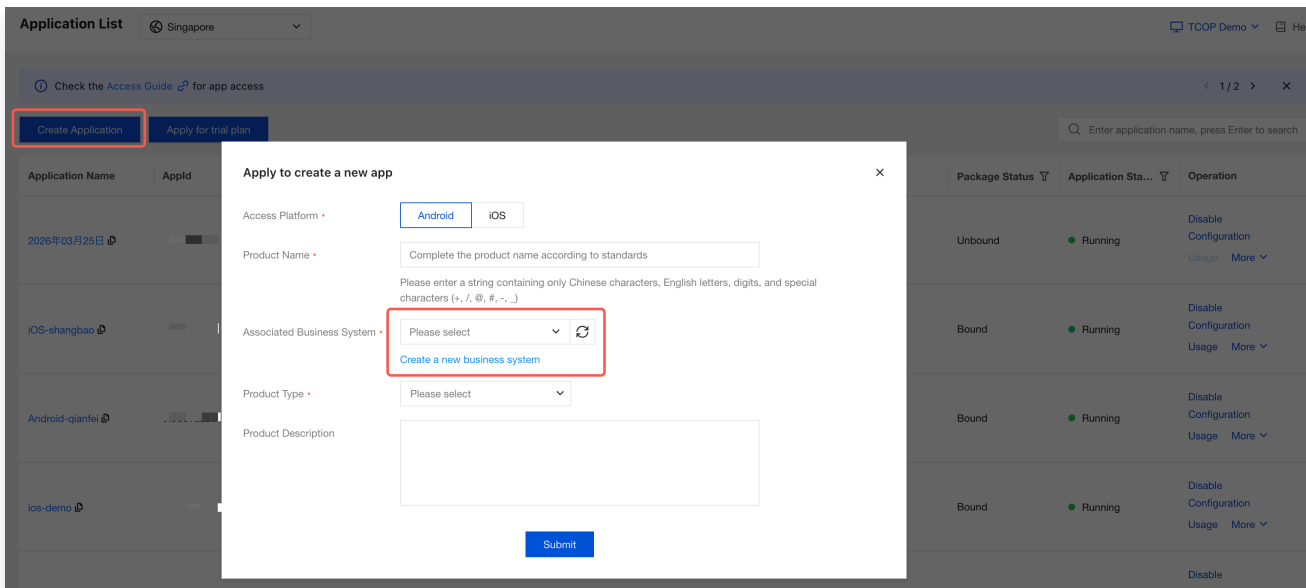 Application List
Singapore
TCOP Demo
He
Check the Access Guide for app access
1 / 2
Create Application
Apply for trial plan
Enter application name, press Enter to search
Application Name
AppId
Package Status
Application Sta...
Operation
Apply to create a new app
Access Platform *
Android
iOS
Product Name *
Complete the product name according to standards
Please enter a string containing only Chinese characters, English letters, digits, and special
characters (+, /, @, #, -, _)
Associated Business System *
Please select
Create a new business system
Product Type *
Please select
Product Description
Submit
2026年03月25日
Unbound
Running
Disable
Configuration
Usage
More
iOS-shangbao
Bound
Running
Disable
Configuration
Usage
More
Android-qianfei
Bound
Running
Disable
Configuration
Usage
More
ios-demo
Bound
Running
Disable
Configuration
Usage
More
Disable